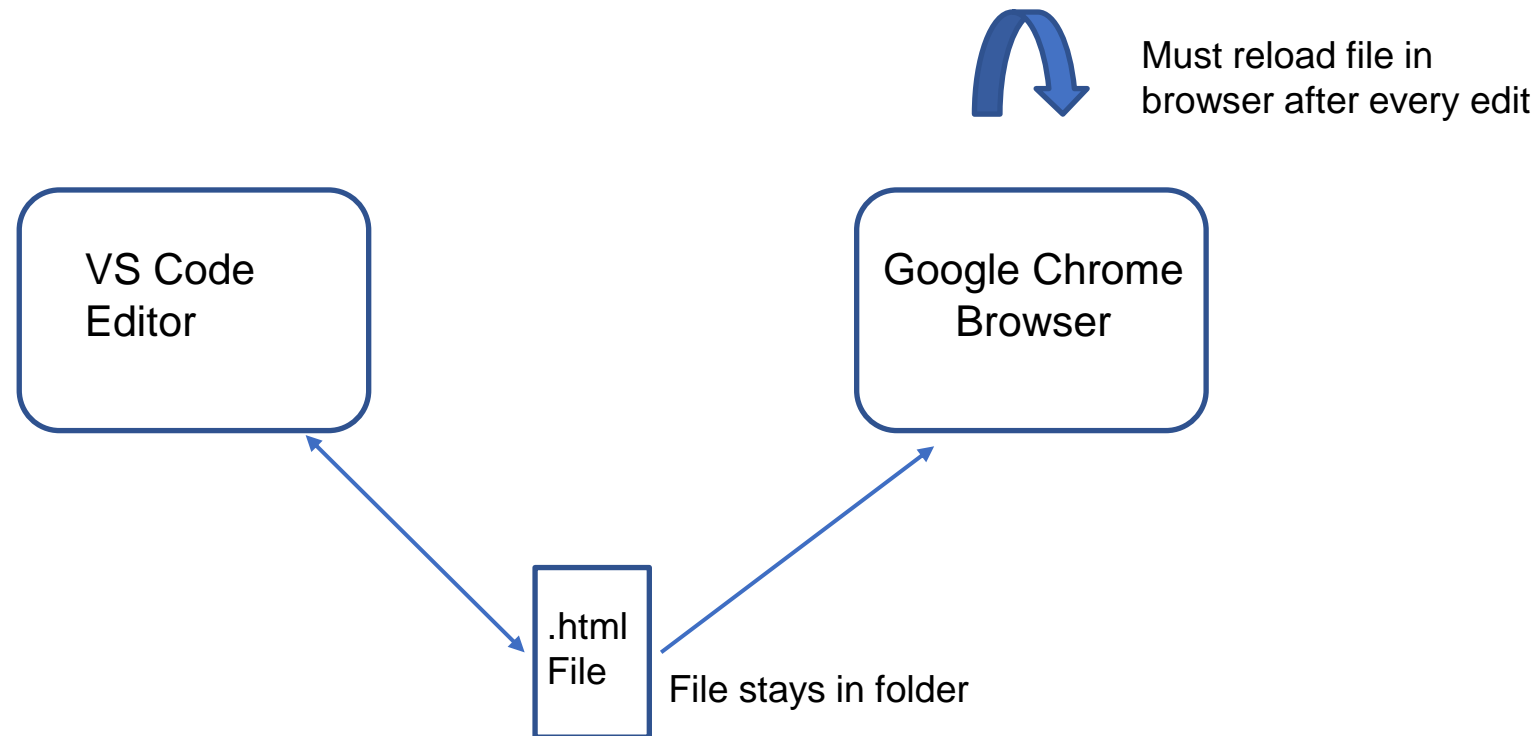 Must reload file in
browser after every edit
VS Code
Editor
Google Chrome
Browser
.html
File
File stays in folder